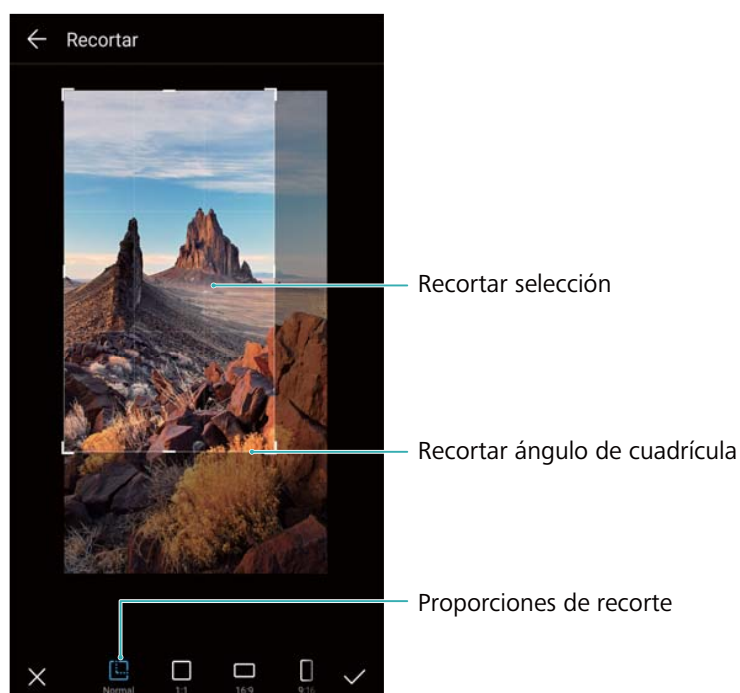 Recortar
Recortar selección
Recortar ángulo de cuadrícula
Proporciones de recorte
Normal 1:1 16:9 9:16